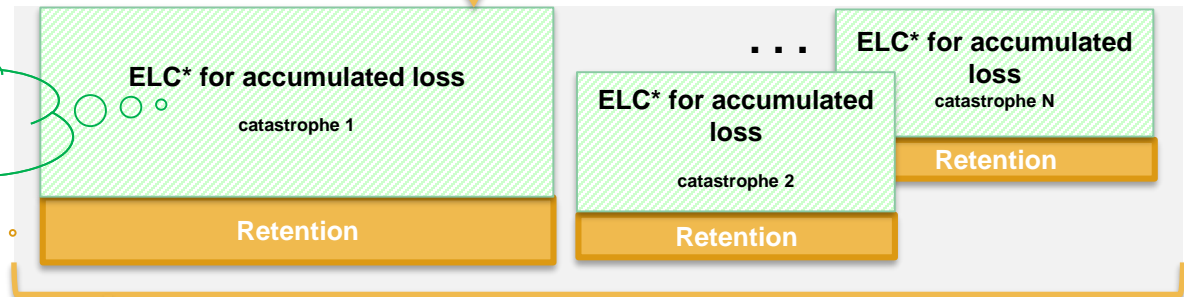 ELC* for accumulated loss
catastrophe 1
Retention
ELC* for accumulated
loss
catastrophe 2
Retention
. . .
ELC* for accumulated
loss
catastrophe N
Retention